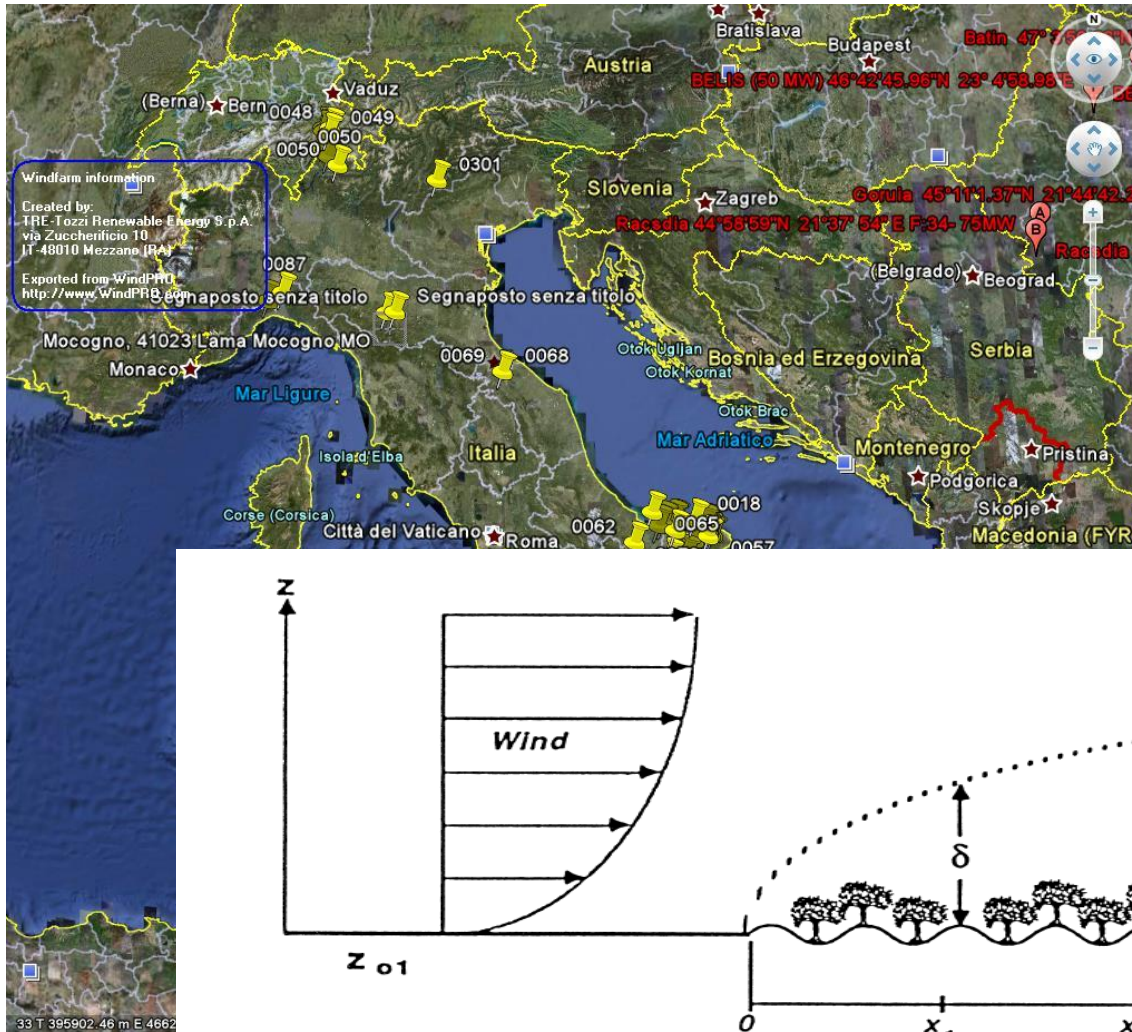 Bratislava
Budapest
Batin
Austria
BELIS (50 MW) 46°42'45.96"N 23° 4'58.98"E
(Berna)
Bern
Vaduz
0048
0049
0050
0050
0301
Slovenia
Zagreb
Goruia 45°11'1.37"N 21°44'42.2
Racsdia 44°58'59"N 21°37' 54" E F:34- 75MW
A
B
Racsdia
N
Windfarm information
Created by:
TRE-Tozzi Renewable Energy S.p.A.
via Zuccherificio 10
IT-48010 Mezzano (RA)
Exported from WindPRO
http://www.WindPRO.com
0087
egnaposto senza titolo
Segnaposto senza titolo
(Belgrado)
Beograd
Mocogno, 41023 Lama Mocogno MO
Monaco
0069
0068
Otok Ugljan
Otok Kornat
Bosnia ed Erzegovina
Serbia
Mar Ligure
Otok Brac
Mar Adriatico
Isola d'Elba
Italia
Montenegro
Pristina
Podgorica
Corse (Corsica)
Città del Vaticano
Roma
0062
0018
0065
0057
Skopje
Macedonia (FYR
Z
Wind
δ
Z o1
0
x
33 T 395902.46 m E 4662